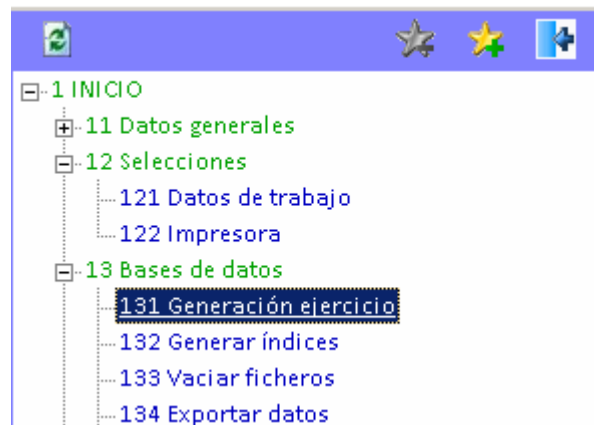 1 INICIO
11 Datos generales
12 Selecciones
121 Datos de trabajo
122 Impresora
13 Bases de datos
131 Generación ejercicio
132 Generar índices
133 Vaciar ficheros
134 Exportar datos